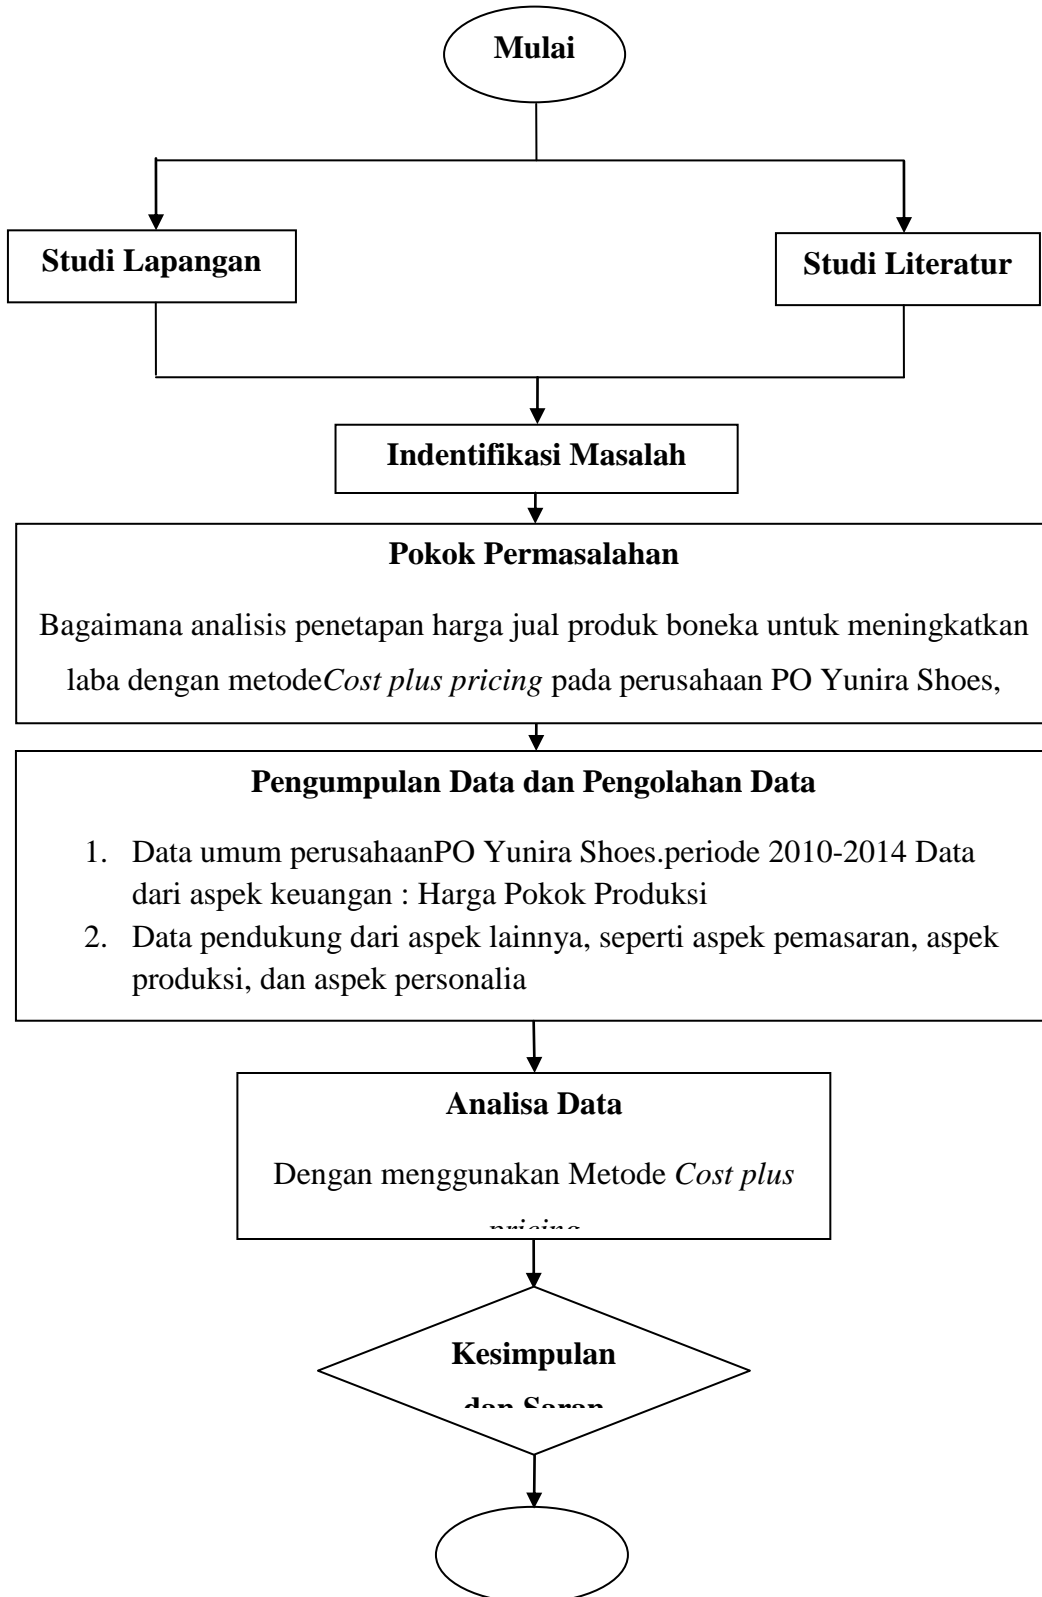 Mulai
Studi Lapangan
Studi Literatur
Indentifikasi Masalah
Pokok Permasalahan
Bagaimana analisis penetapan harga jual produk boneka untuk meningkatkan
laba dengan metodeCost plus pricing pada perusahaan PO Yunira Shoes,
Pengumpulan Data dan Pengolahan Data
1. Data umum perusahaanPO Yunira Shoes.periode 2010-2014 Data
dari aspek keuangan : Harga Pokok Produksi
2. Data pendukung dari aspek lainnya, seperti aspek pemasaran, aspek
produksi, dan aspek personalia
Analisa Data
Dengan menggunakan Metode Cost plus
pricing
Kesimpulan
dan Saran